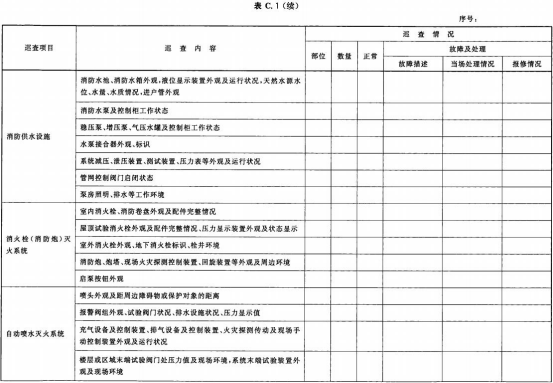 表 C.1（续）
序号：
巡查项目
巡 查 内 容
巡 查 情 况
部位
数量
正常
故障及处理
故障描述
当场处理情况
报修情况
消防供水设施
消防水池、消防水箱外观，液位显示装置外观及运行状况，天然水源水
位、水量、水质情况，进户管外观
消防水泵及控制柜工作状态
稳压泵、增压泵、气压水罐及控制柜工作状态
水泵接合器外观、标识
系统减压、泄压装置、测试装置、压力表等外观及运行状况
管网控制阀门启闭状态
泵房照明、排水等工作环境
消火栓（消防炮）灭
火系统
室内消火栓、消防卷盘外观及配件完整情况
屋顶试验消火栓外观及配件完整情况、压力显示装置外观及状态显示
室外消火栓外观、地下消火栓标识、栓井环境
消防炮、炮塔、现场火灾探测控制装置、回旋装置等外观及周边环境
启泵按钮外观
自动喷水灭火系统
喷头外观及距周边障碍物或保护对象的距离
报警阀组外观、试验阀门状况、排水设施状况、压力显示值
充气设备及控制装置、排气设备及控制装置、火灾探测传动及现场手
动控制装置外观及运行状况
楼层或区域末端试验阀门处压力值及现场环境，系统末端试验装置外
观及现场环境